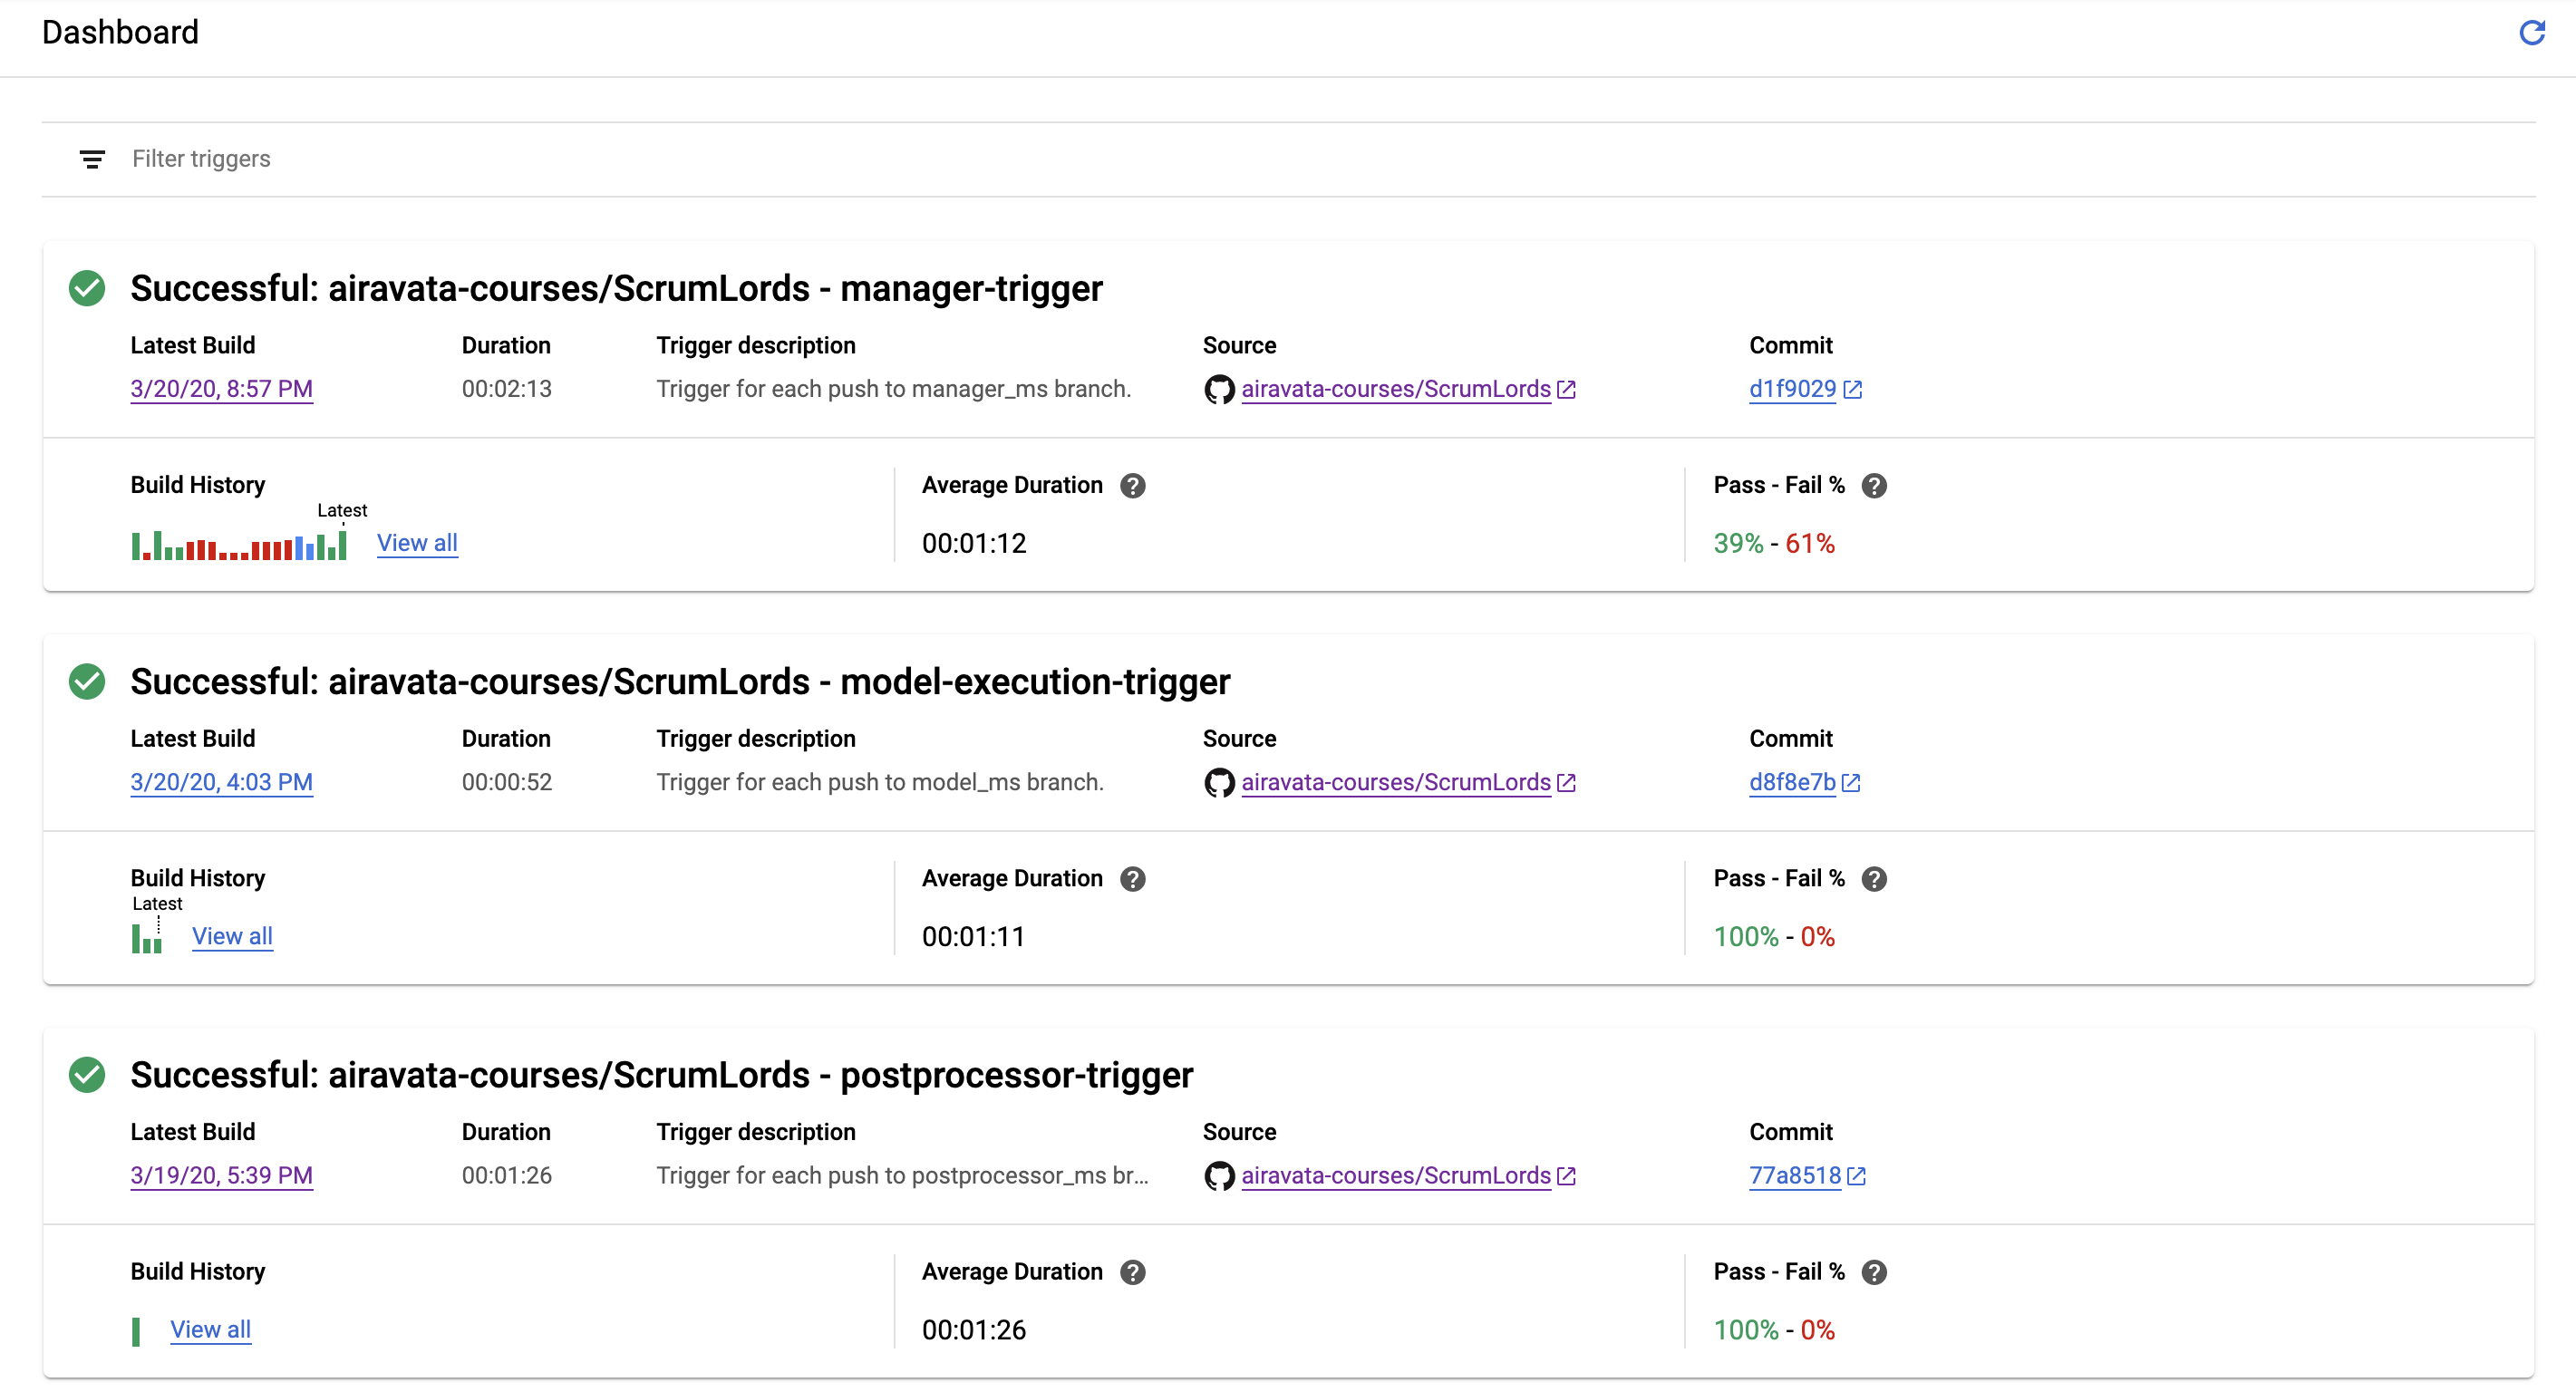 Dashboard
Filter triggers
Successful: airavata-courses/ScrumLords - manager-trigger
Latest Build Duration Trigger description Source Commit
3/20/20, 8:57 PM 00:02:13 Trigger for each push to manager_ms branch. airavata-courses/ScrumLords d1f9029
Build History Average Duration Pass - Fail %
Latest
View all 00:01:12 39% - 61%
Successful: airavata-courses/ScrumLords - model-execution-trigger
Latest Build Duration Trigger description Source Commit
3/20/20, 4:03 PM 00:00:52 Trigger for each push to model_ms branch. airavata-courses/ScrumLords d8f8e7b
Build History Average Duration Pass - Fail %
Latest
View all 00:01:11 100% - 0%
Successful: airavata-courses/ScrumLords - postprocessor-trigger
Latest Build Duration Trigger description Source Commit
3/19/20, 5:39 PM 00:01:26 Trigger for each push to postprocessor_ms br... airavata-courses/ScrumLords 77a8518
Build History Average Duration Pass - Fail %
View all 00:01:26 100% - 0%